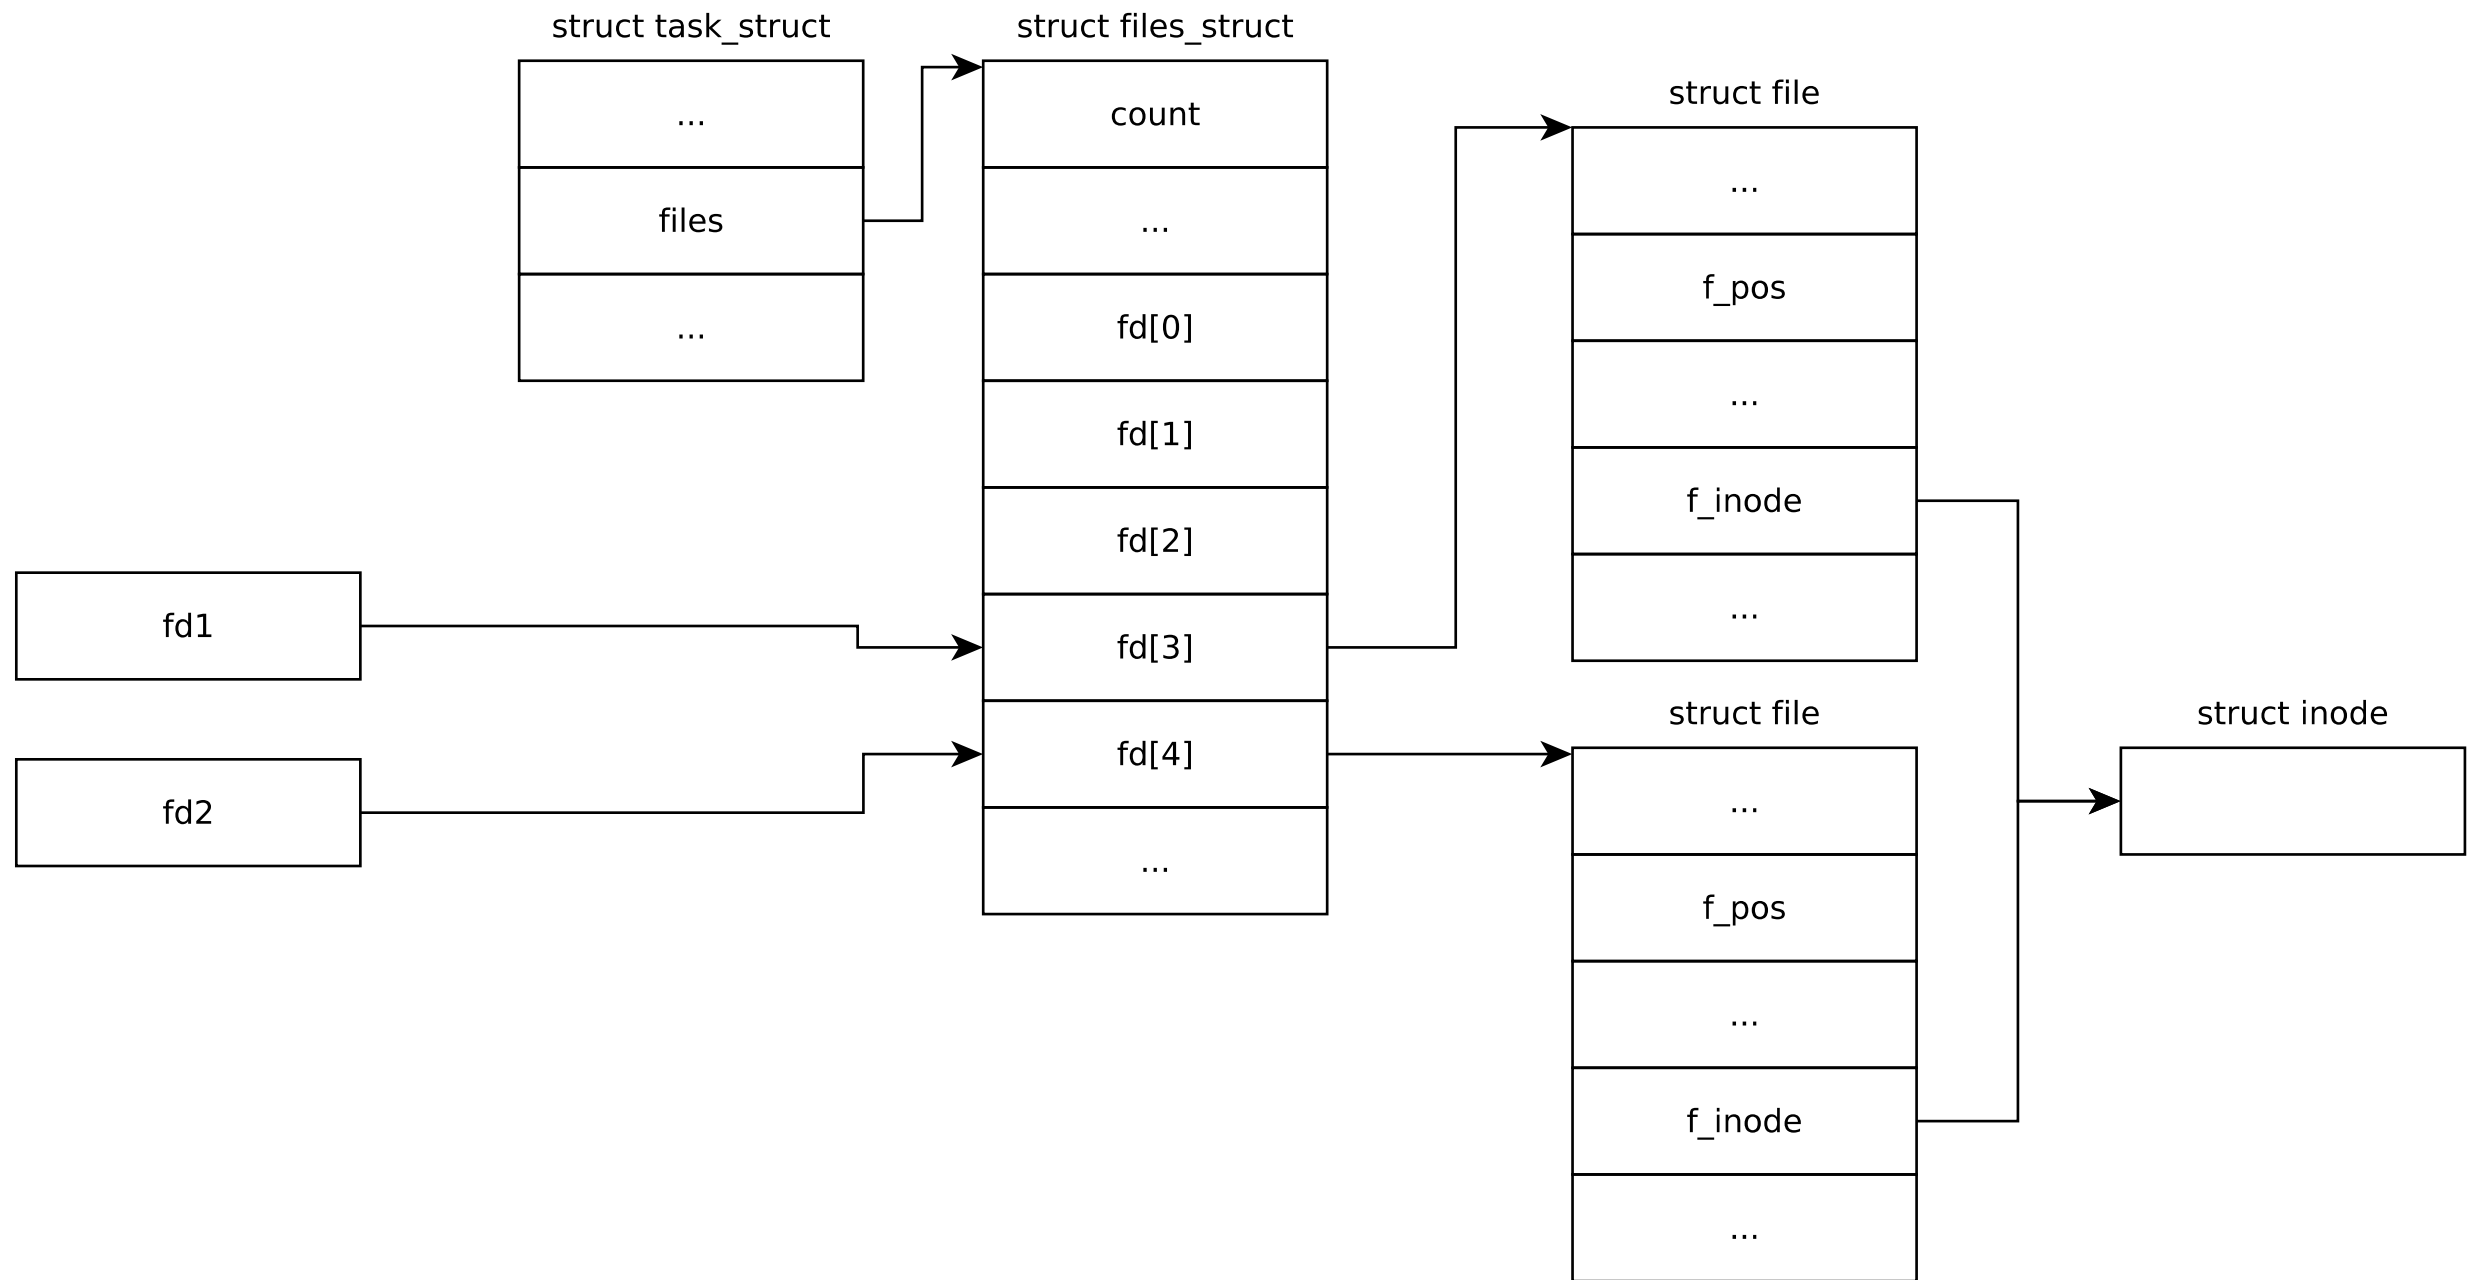 struct task_struct
...
files
...
struct files_struct
count
...
fd[0]
fd[1]
fd[2]
fd[3]
fd[4]
...
fd1
fd2
struct file
...
f_pos
...
f_inode
...
struct file
...
f_pos
...
f_inode
...
struct inode